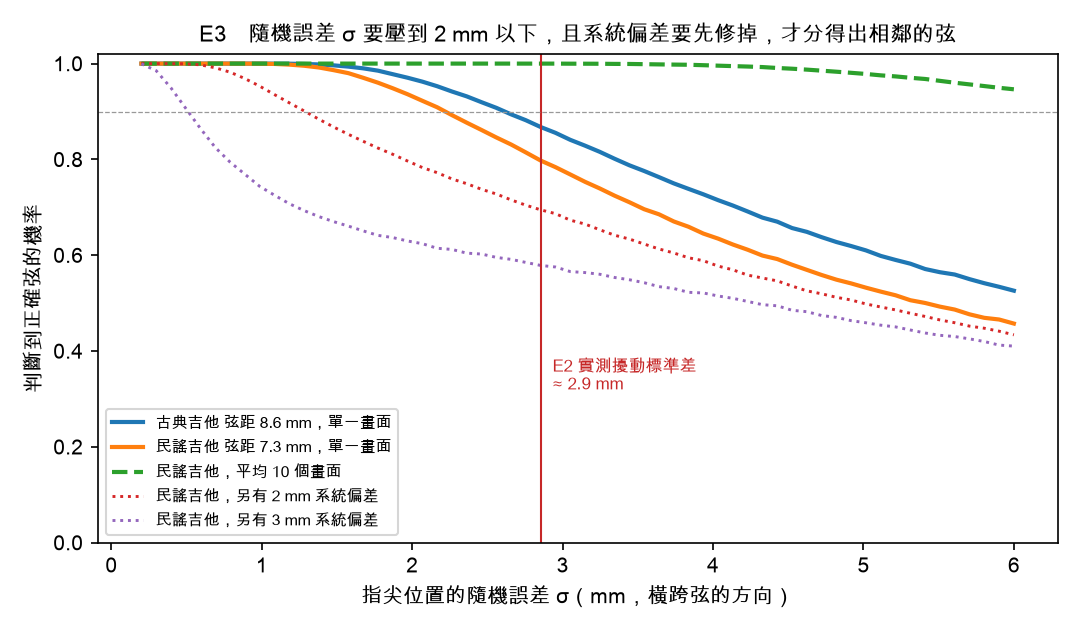 E3　隨機誤差 σ 要壓到 2 mm 以下，且系統偏差要先修掉，才分得出相鄰的弦
1.0
0.8
0.6
0.4
0.2
0.0
判斷到正確弦的機率
E2 實測擾動標準差
≈ 2.9 mm
古典吉他 弦距 8.6 mm，單一畫面
民謠吉他 弦距 7.3 mm，單一畫面
民謠吉他，平均 10 個畫面
民謠吉他，另有 2 mm 系統偏差
民謠吉他，另有 3 mm 系統偏差
0 1 2 3 4 5 6
指尖位置的隨機誤差 σ（mm，橫跨弦的方向）